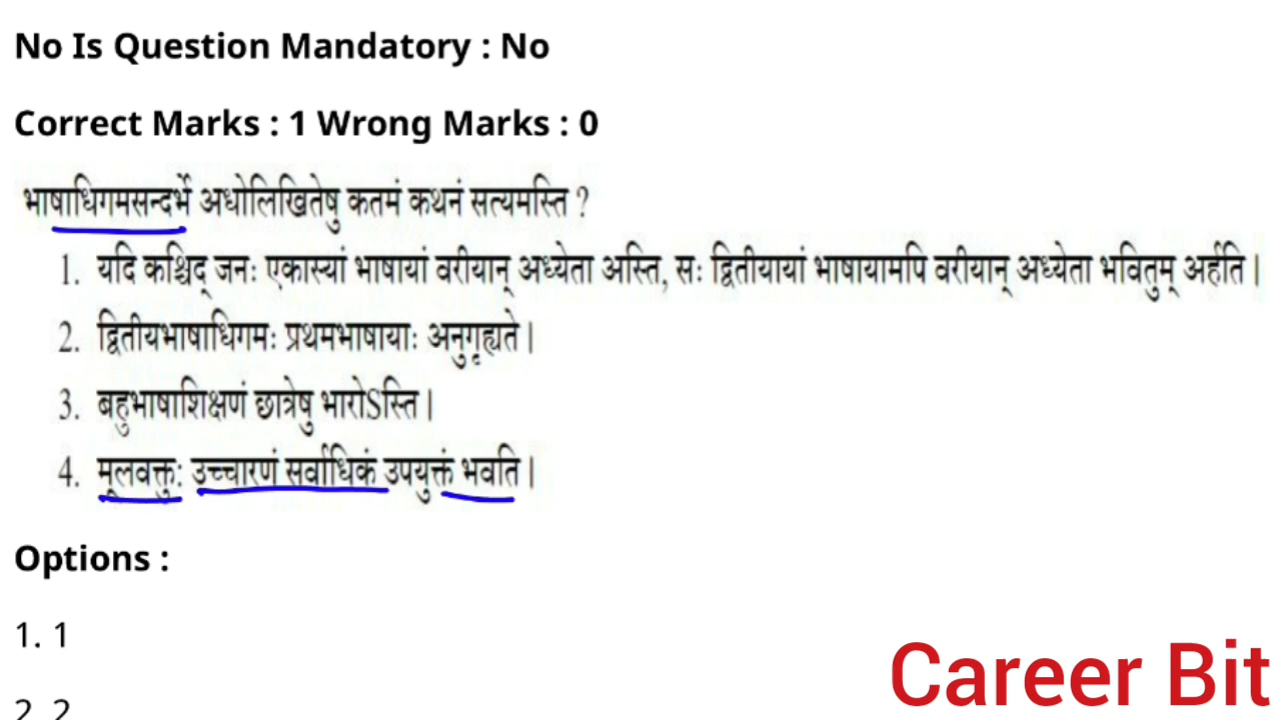 No Is Question Mandatory : No
Correct Marks : 1 Wrong Marks : 0
भाषाधिगमसन्दर्भे अधोलिखितेषु कतमं कथनं सत्यमस्ति ?
1. यदि कश्चिद् जनः एकास्यां भाषायां वरीयान् अध्येता अस्ति, सः द्वितीयायां भाषायामपि वरीयान् अध्येता भवितुम् अर्हति |
2. द्वितीयभाषाधिगमः प्रथमभाषायाः अनुगृह्यते |
3. बहुभाषाशिक्षणं छात्रेषु भारोऽस्ति |
4. मूलवक्तुः उच्चारणं सर्वाधिकं उपयुक्तं भवति |
Options :
1. 1
2. 2
Career Bit